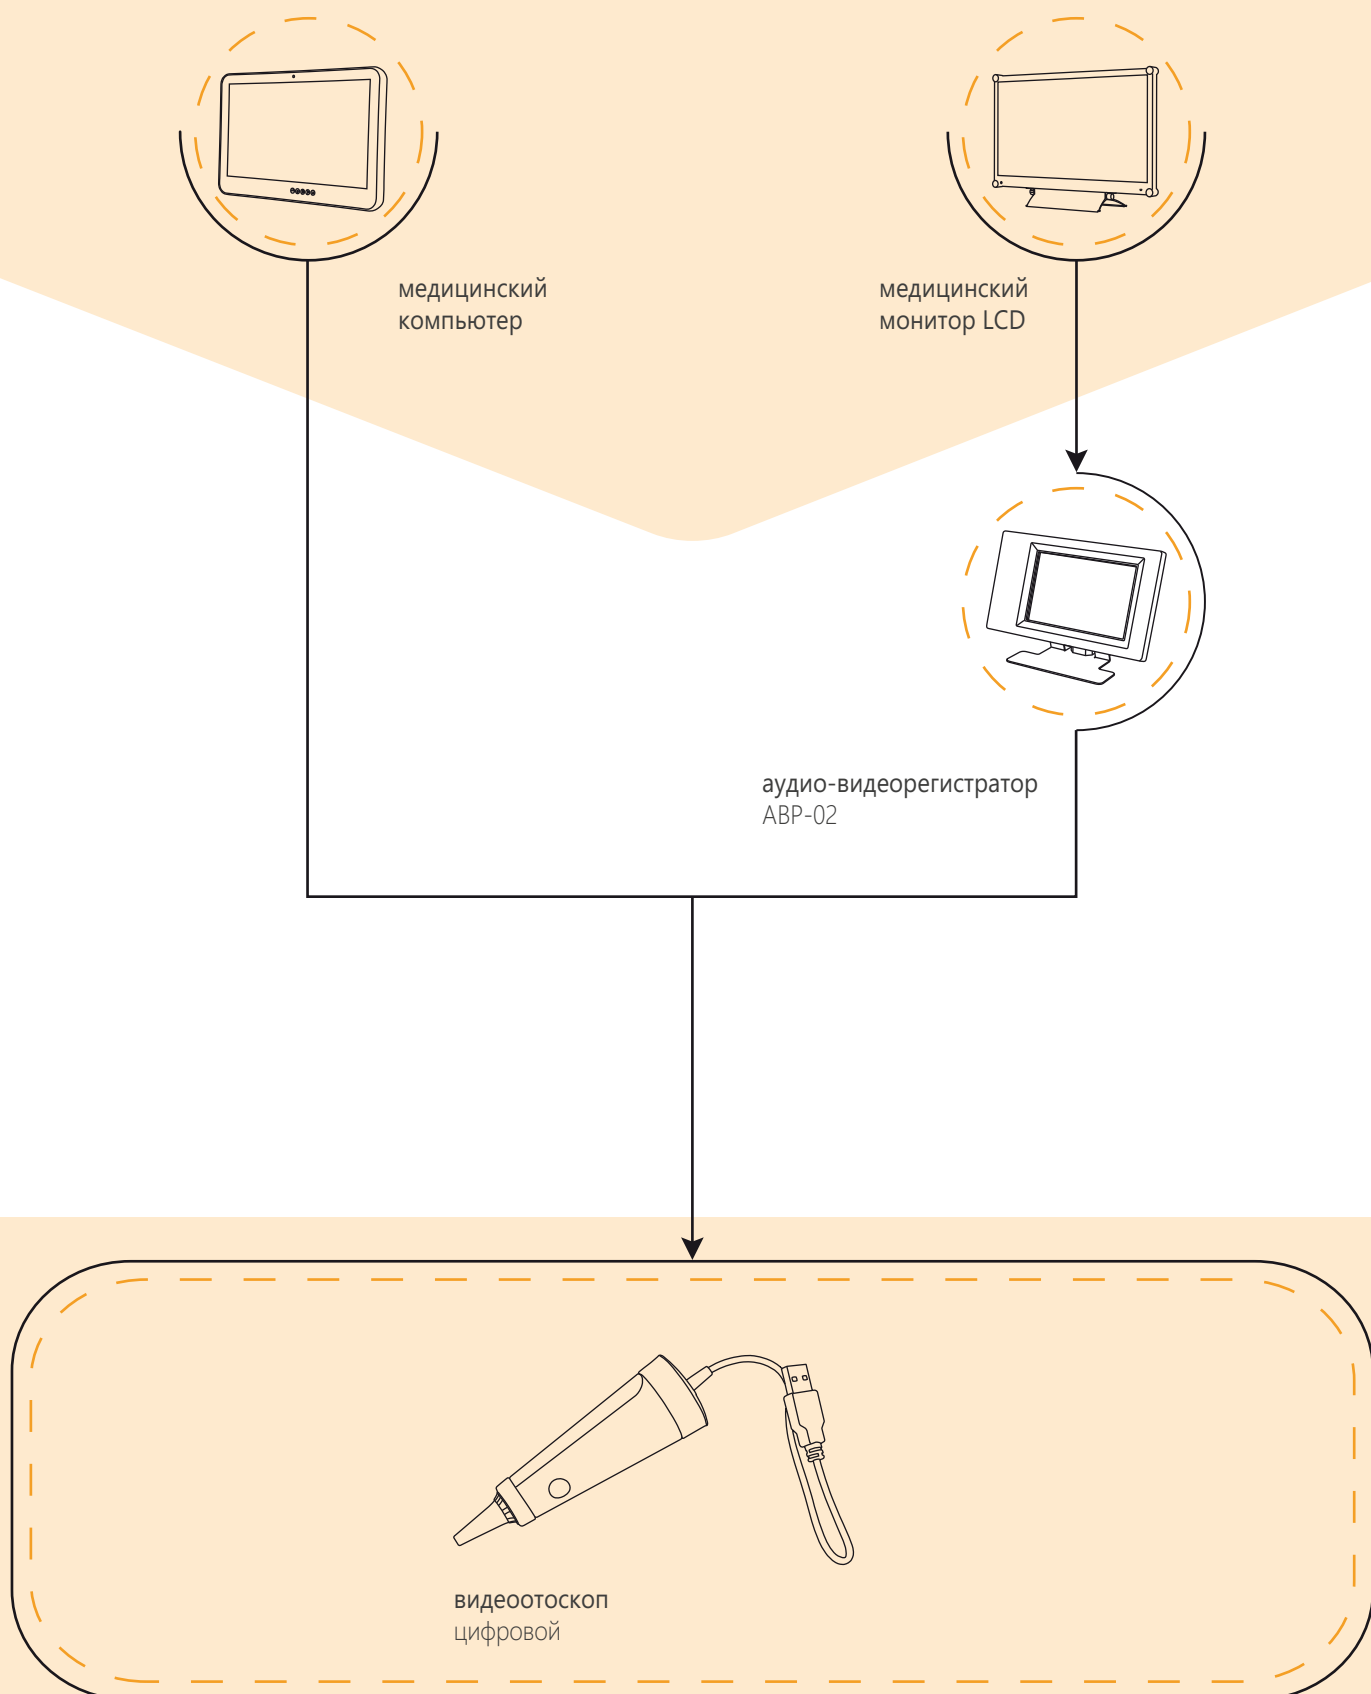 медицинский
компьютер
медицинский
монитор LCD
аудио-видеорегистратор
АВР-02
видеоотоскоп
цифровой